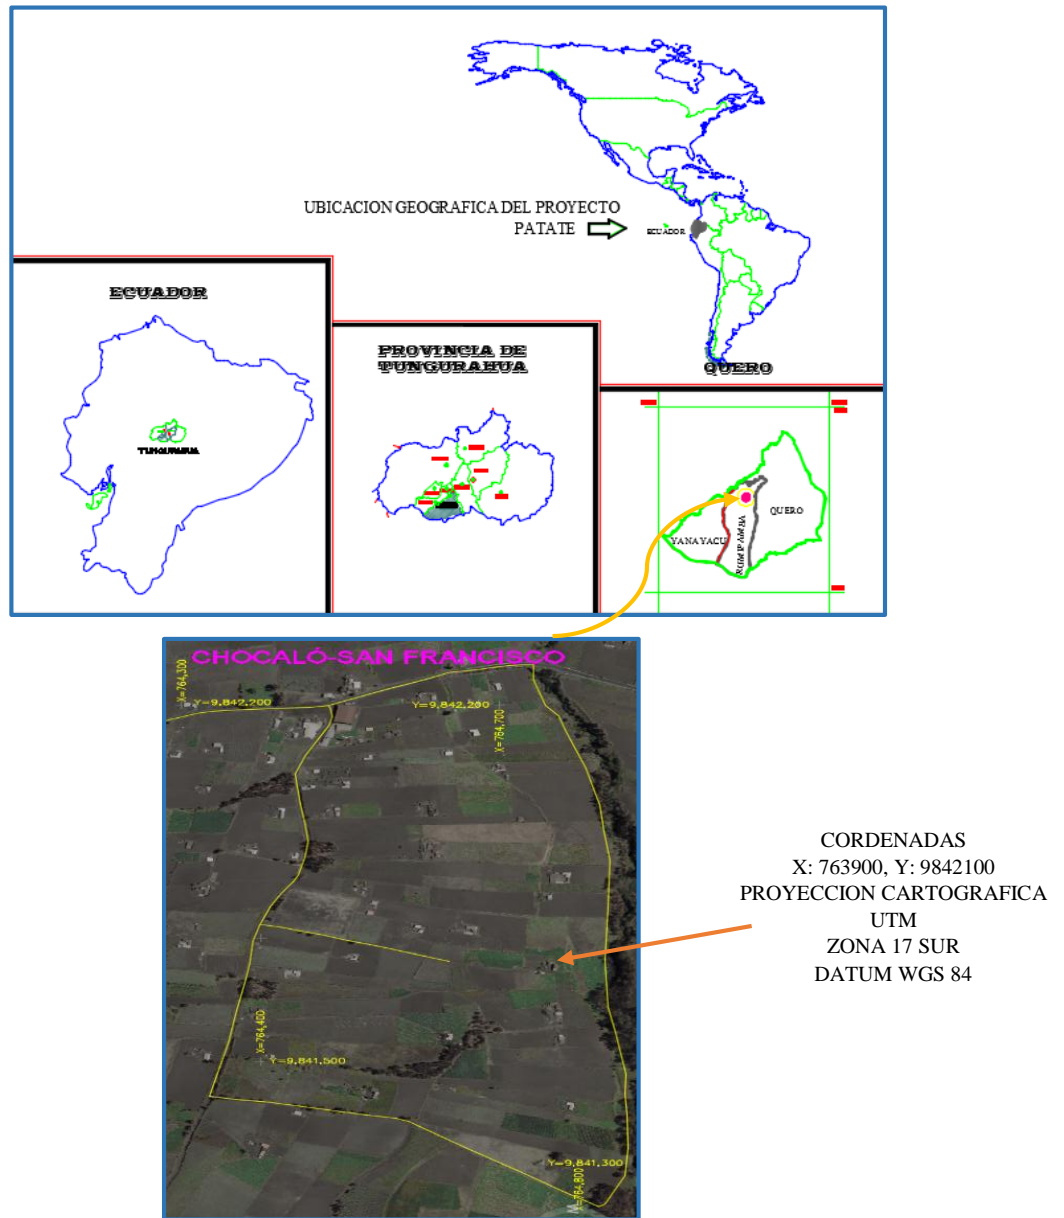 UBICACION GEOGRAFICA DEL PROYECTO
PATATE
ECUADOR
ECUADOR
TUNGURAHUA
PROVINCIA DE
TUNGURAHUA
QUERO
QUERO
YANAYACU
RUMIPAMBA
CHOCALÓ-SAN FRANCISCO
X=764,300
Y=9,842,200
Y=9,842,200
X=764,700
X=764,400
Y=9,841,500
Y=9,841,300
X=764,800
CORDENADAS
X: 763900, Y: 9842100
PROYECCION CARTOGRAFICA
UTM
ZONA 17 SUR
DATUM WGS 84